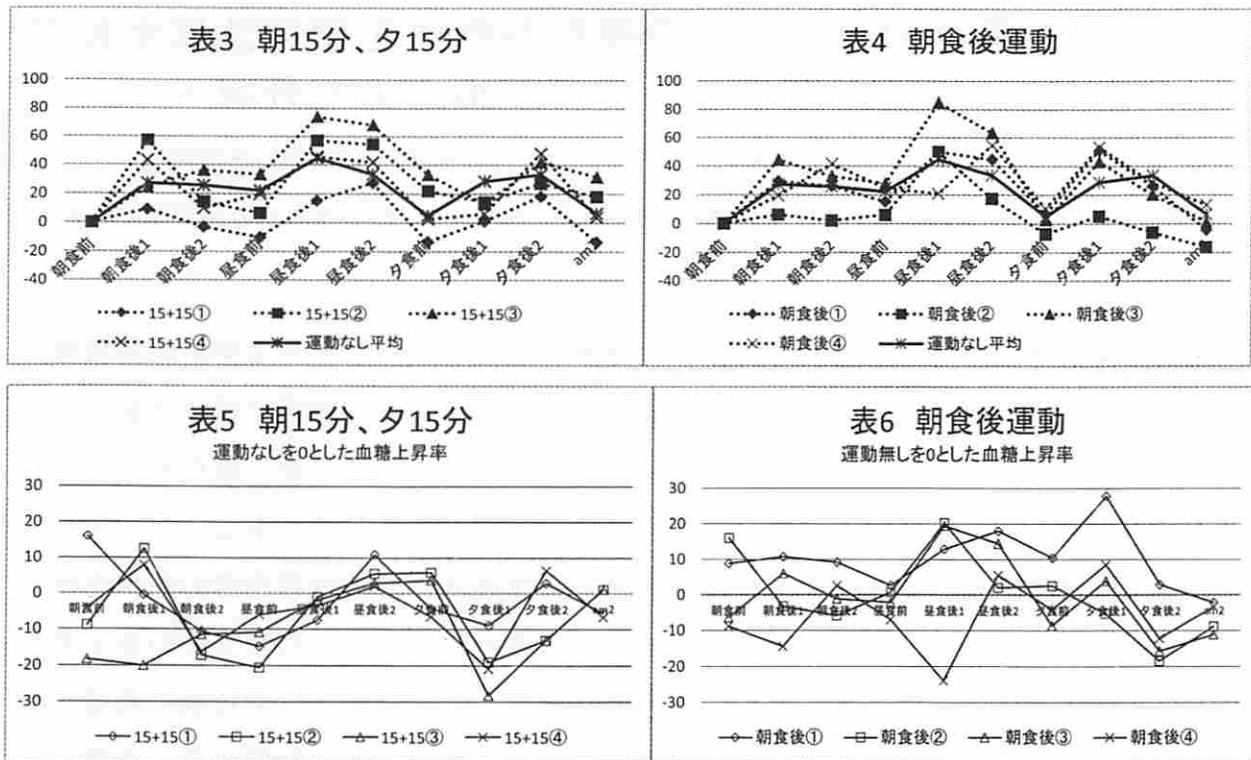 表3 朝15分、夕15分
100
80
60
40
20
0
-20
-40
朝食前
朝食後1
朝食後2
昼食前
昼食後1
昼食後2
夕食前
夕食後1
夕食後2
am2
15+15①
15+15②
15+15③
15+15④
運動なし平均
表4 朝食後運動
100
80
60
40
20
0
-20
-40
朝食前
朝食後1
朝食後2
昼食前
昼食後1
昼食後2
夕食前
夕食後1
夕食後2
am2
朝食後①
朝食後②
朝食後③
朝食後④
運動なし平均
表5 朝15分、夕15分
運動なしを0とした血糖上昇率
30
20
10
0
-10
-20
-30
朝食前
朝食後1
朝食後2
昼食前
昼食後1
昼食後2
夕食前
夕食後1
夕食後2
am2
15+15①
15+15②
15+15③
15+15④
表6 朝食後運動
運動無しを0とした血糖上昇率
30
20
10
0
-10
-20
-30
朝食前
朝食後1
朝食後2
昼食前
昼食後1
昼食後2
夕食前
夕食後1
夕食後2
am2
朝食後①
朝食後②
朝食後③
朝食後④